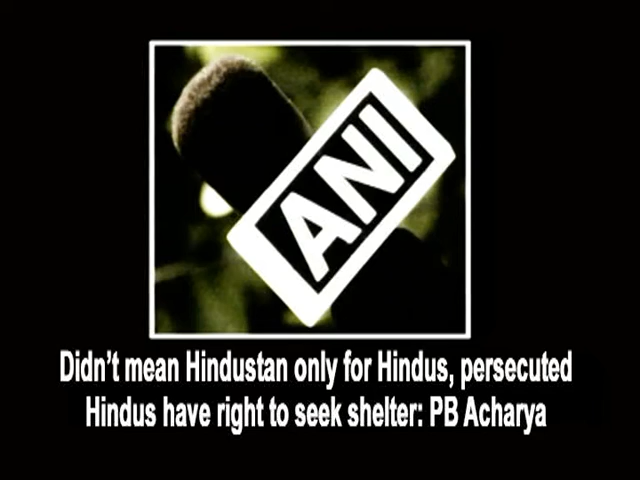 ANI
Didn't mean Hindustan only for Hindus, persecuted
Hindus have right to seek shelter: PB Acharya